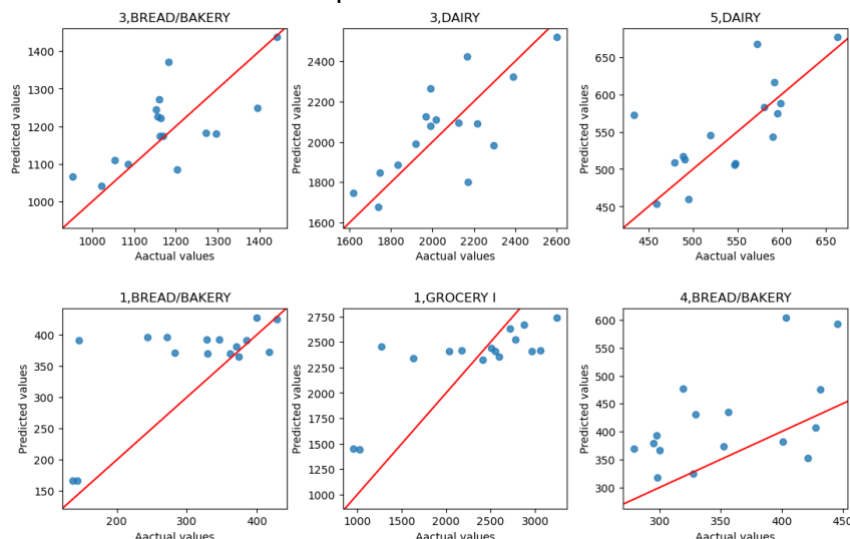 3,BREAD/BAKERY
3,DAIRY
5,DAIRY
Predicted values
1400
1300
1200
1100
1000
1000 1100 1200 1300 1400
Aactual values
Predicted values
2400
2200
2000
1800
1600
1600 1800 2000 2200 2400 2600
Aactual values
Predicted values
650
600
550
500
450
450 500 550 600 650
Aactual values
1,BREAD/BAKERY
1,GROCERY I
4,BREAD/BAKERY
Predicted values
400
350
300
250
200
150
200 300 400
Aactual values
Predicted values
2750
2500
2250
2000
1750
1500
1250
1000
1000 1500 2000 2500 3000
Aactual values
Predicted values
600
550
500
450
400
350
300
300 350 400 450
Aactual values